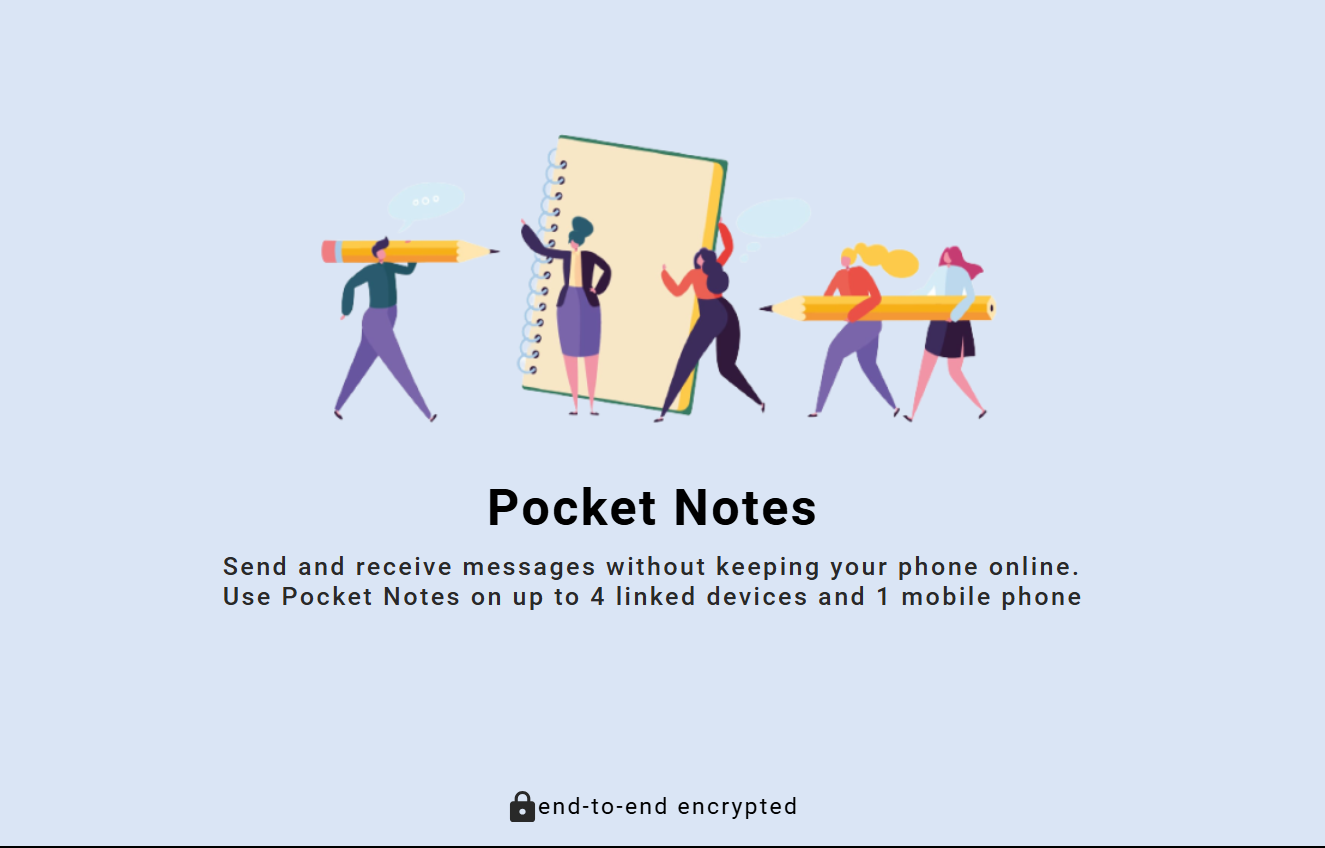 Pocket Notes
Send and receive messages without keeping your phone online.
Use Pocket Notes on up to 4 linked devices and 1 mobile phone
end-to-end encrypted